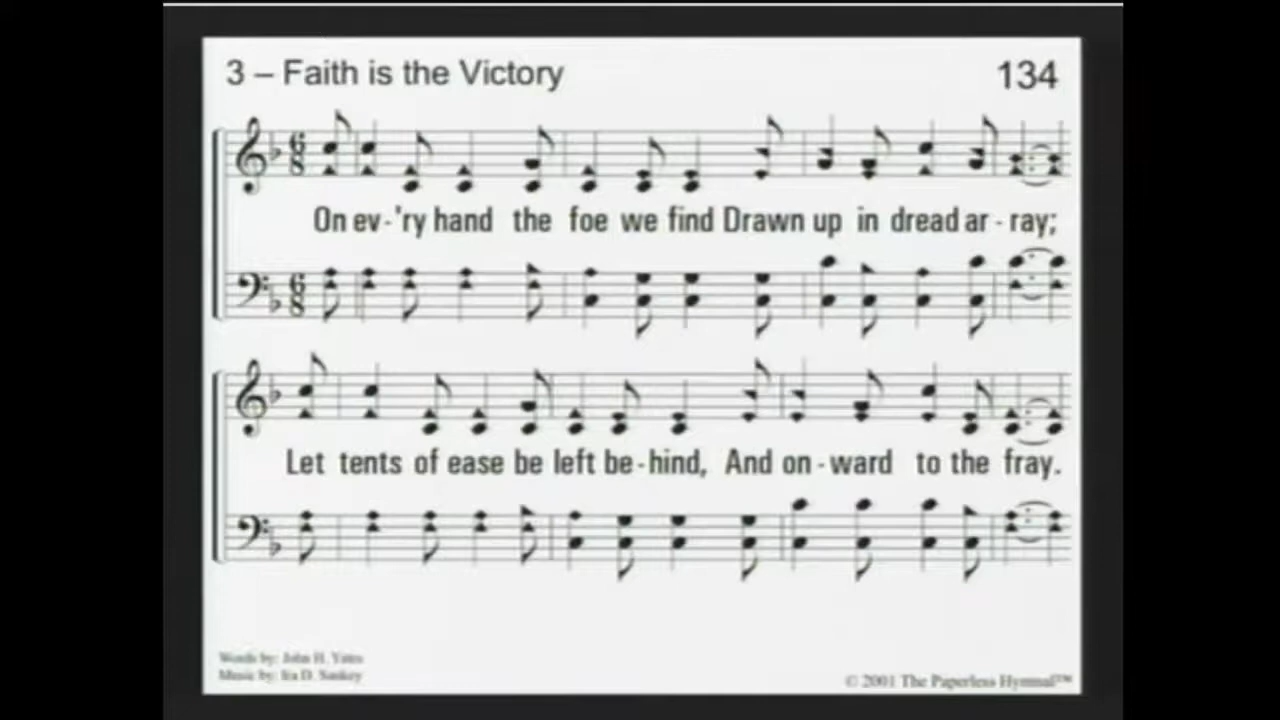 3 – Faith is the Victory
134
On ev-'ry hand the foe we find Drawn up in dread ar-ray;
Let tents of ease be left be-hind, And on-ward to the fray.
Words by: John H. Yates
Music by: Ira D. Sankey
© 2001 The Paperless Hymnal™